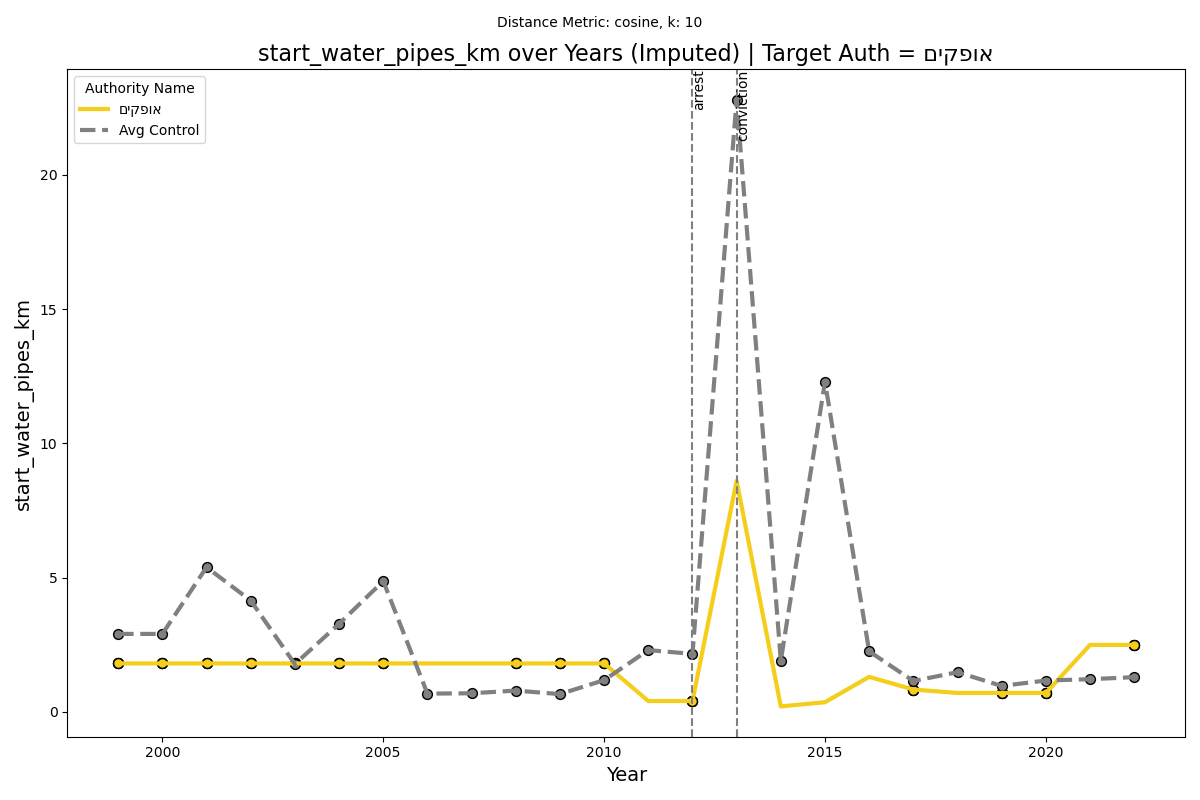 Distance Metric: cosine, k: 10
start_water_pipes_km over Years (Imputed) | Target Auth = אופקים
Authority Name
אופקים
Avg Control
arrest
conviction
start_water_pipes_km
20
15
10
5
0
2000
2005
2010
2015
2020
Year